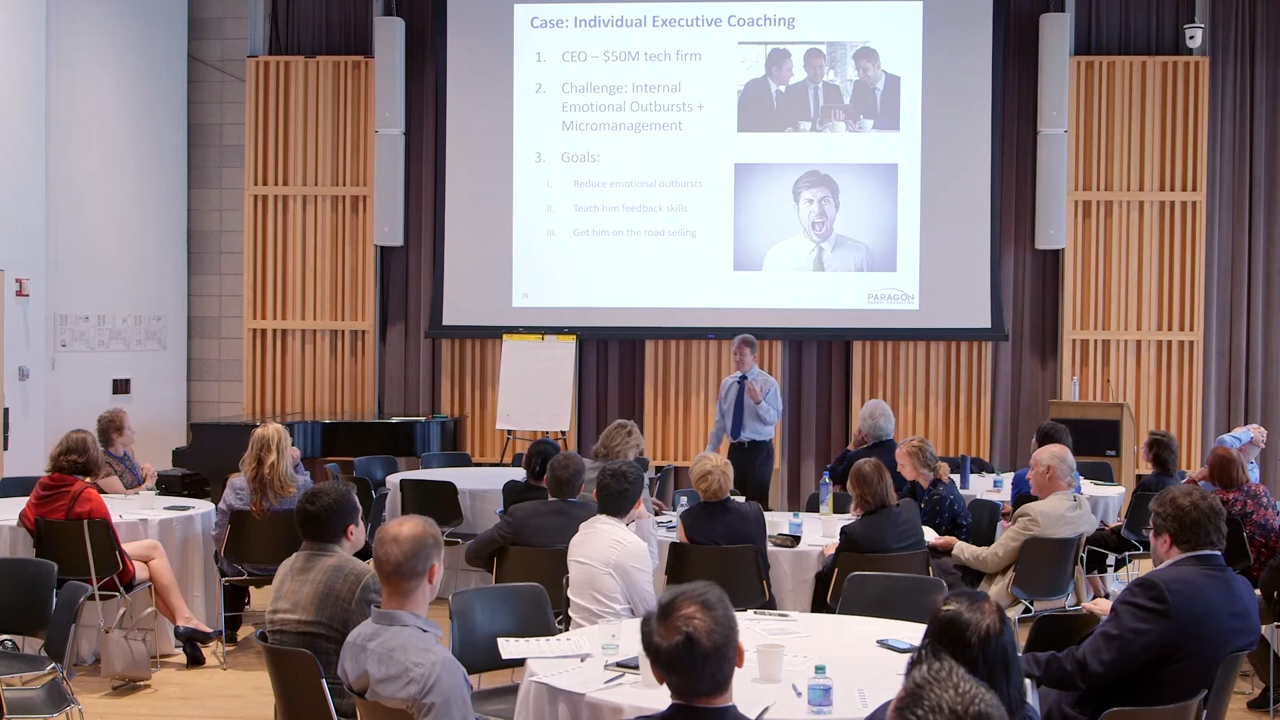 Case: Individual Executive Coaching
1. CEO – $50M tech firm
2. Challenge: Internal
Emotional Outbursts +
Micromanagement
3. Goals:
I. Reduce emotional outbursts
II. Teach him feedback skills
III. Get him on the road selling
PARAGON